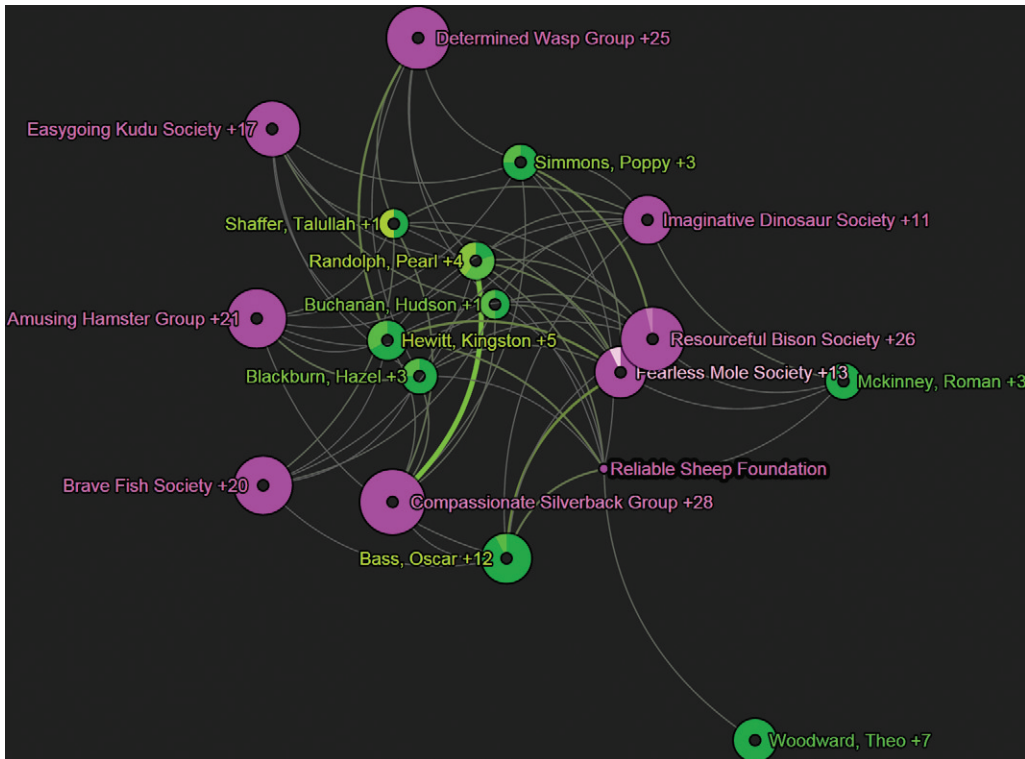 Determined Wasp Group +25
Easygoing Kudu Society +17
Simmons, Poppy +3
Shaffer, Talullah +1
Imaginative Dinosaur Society +11
Randolph, Pearl +4
Buchanan, Hudson +1
Amusing Hamster Group +21
Hewitt, Kingston +5
Resourceful Bison Society +26
Blackburn, Hazel +3
Fearless Mole Society +13
Mckinney, Roman +3
Reliable Sheep Foundation
Brave Fish Society +20
Compassionate Silverback Group +28
Bass, Oscar +12
Woodward, Theo +7